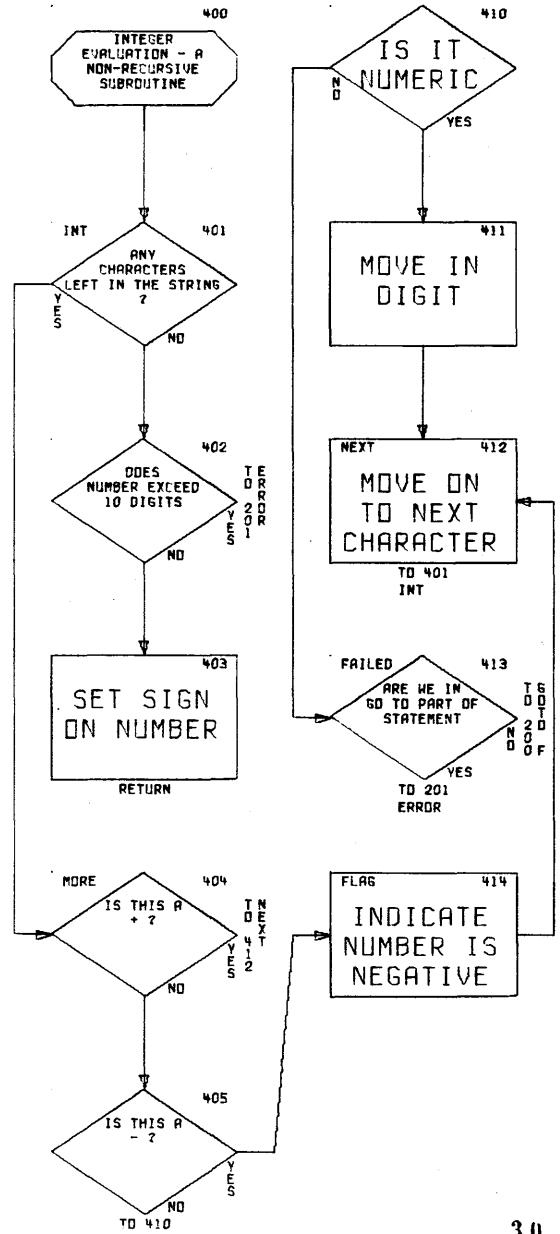 400
INTEGER
EVALUATION - A
NON-RECURSIVE
SUBROUTINE
INT 401
ANY
CHARACTERS
LEFT IN THE STRING
?
YES
NO
402
DOES
NUMBER EXCEED
10 DIGITS
YES
TO 201
ERROR
NO
403
SET SIGN
ON NUMBER
RETURN
MORE 404
IS THIS A
+ ?
YES
TO 412
NEXT
NO
405
IS THIS A
- ?
YES
NO
TO 410
410
IS IT
NUMERIC
NO
YES
411
MOVE IN
DIGIT
NEXT 412
MOVE ON
TO NEXT
CHARACTER
TO 401
INT
FAILED 413
ARE WE IN
GO TO PART OF
STATEMENT
NO
TO 200
GOTO F
YES
TO 201
ERROR
FLAG 414
INDICATE
NUMBER IS
NEGATIVE
30